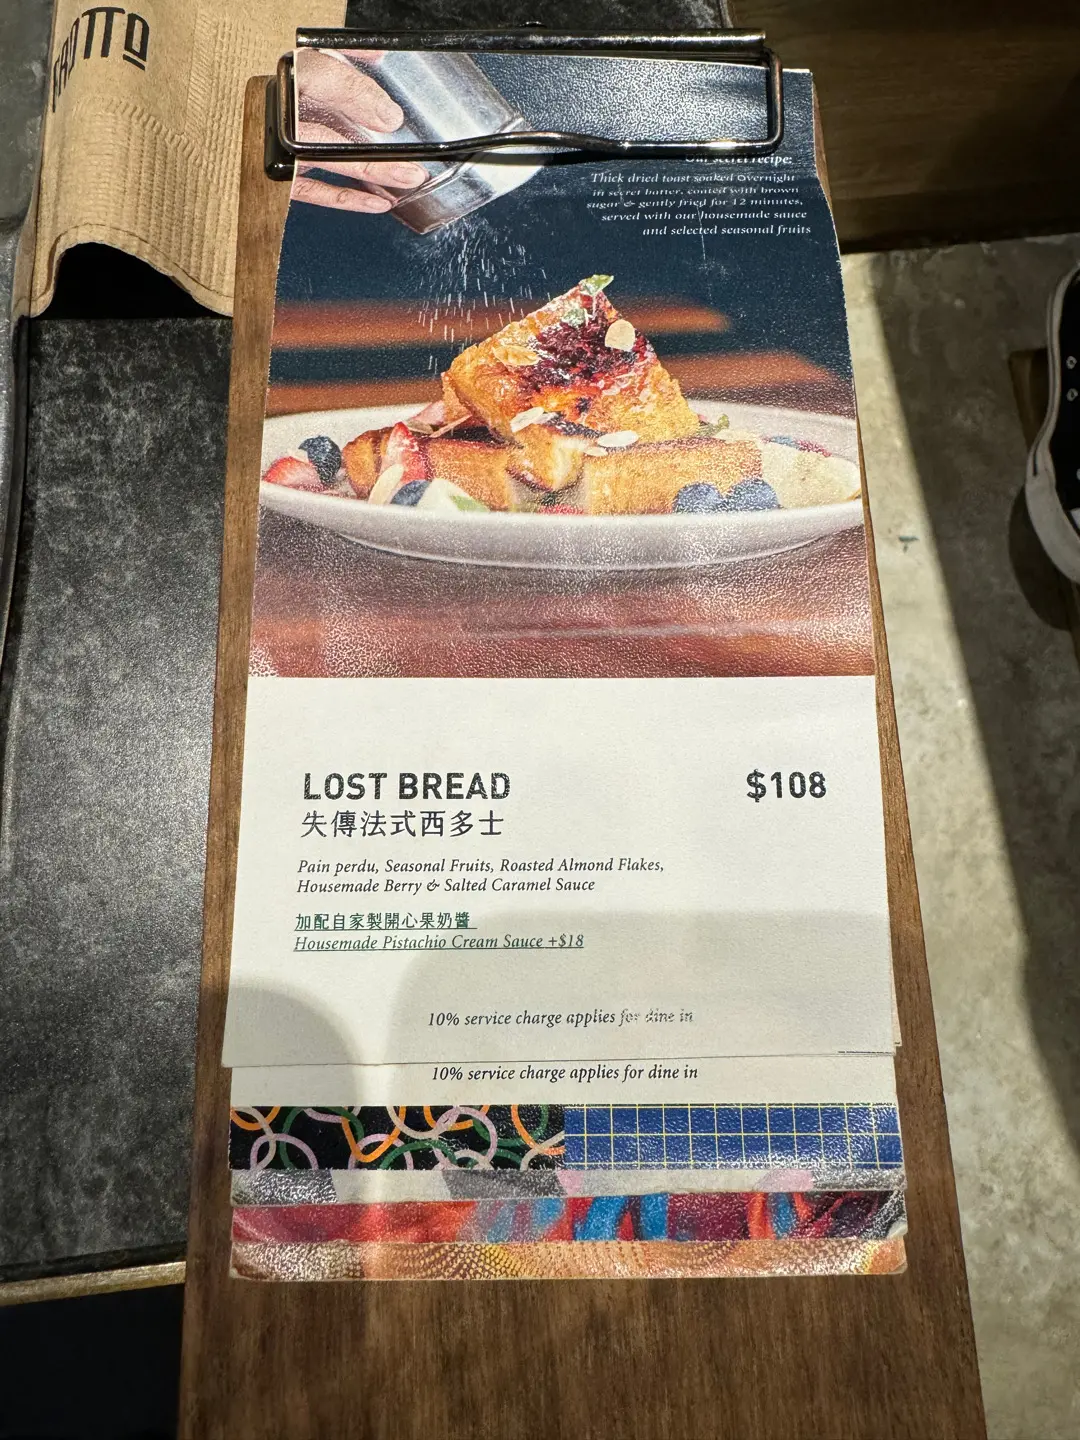 Our secret recipe:
Thick dried toast soaked overnight
in secret batter, coated with brown
sugar & gently fried for 12 minutes,
served with our housemade sauce
and selected seasonal fruits
LOST BREAD
$108
失傳法式西多士
Pain perdu, Seasonal Fruits, Roasted Almond Flakes,
Housemade Berry & Salted Caramel Sauce
加配自家製開心果奶醬
Housemade Pistachio Cream Sauce +$18
10% service charge applies for dine in
10% service charge applies for dine in